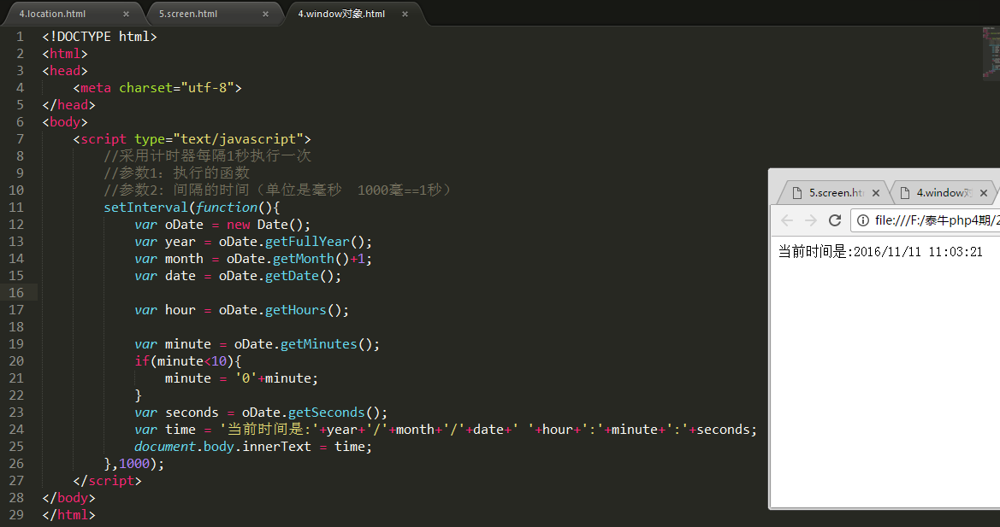 4.location.html × 5.screen.html × 4.window对象.html ×
1 <!DOCTYPE html>
2 <html>
3 <head>
4 <meta charset="utf-8">
5 </head>
6 <body>
7 <script type="text/javascript">
8 //采用计时器每隔1秒执行一次
9 //参数1：执行的函数
10 //参数2：间隔的时间（单位是毫秒 1000毫==1秒）
11 setInterval(function(){
12 var oDate = new Date();
13 var year = oDate.getFullYear();
14 var month = oDate.getMonth()+1;
15 var date = oDate.getDate();
16
17 var hour = oDate.getHours();
18
19 var minute = oDate.getMinutes();
20 if(minute<10){
21 minute = '0'+minute;
22 }
23 var seconds = oDate.getSeconds();
24 var time = '当前时间是:'+year+'/'+month+'/'+date+' '+hour+':'+minute+':'+seconds;
25 document.body.innerText = time;
26 },1000);
27 </script>
28 </body>
29 </html>
5.screen.ht × 4.window对 ×
file:///F:/泰牛php4期/2
当前时间是:2016/11/11 11:03:21